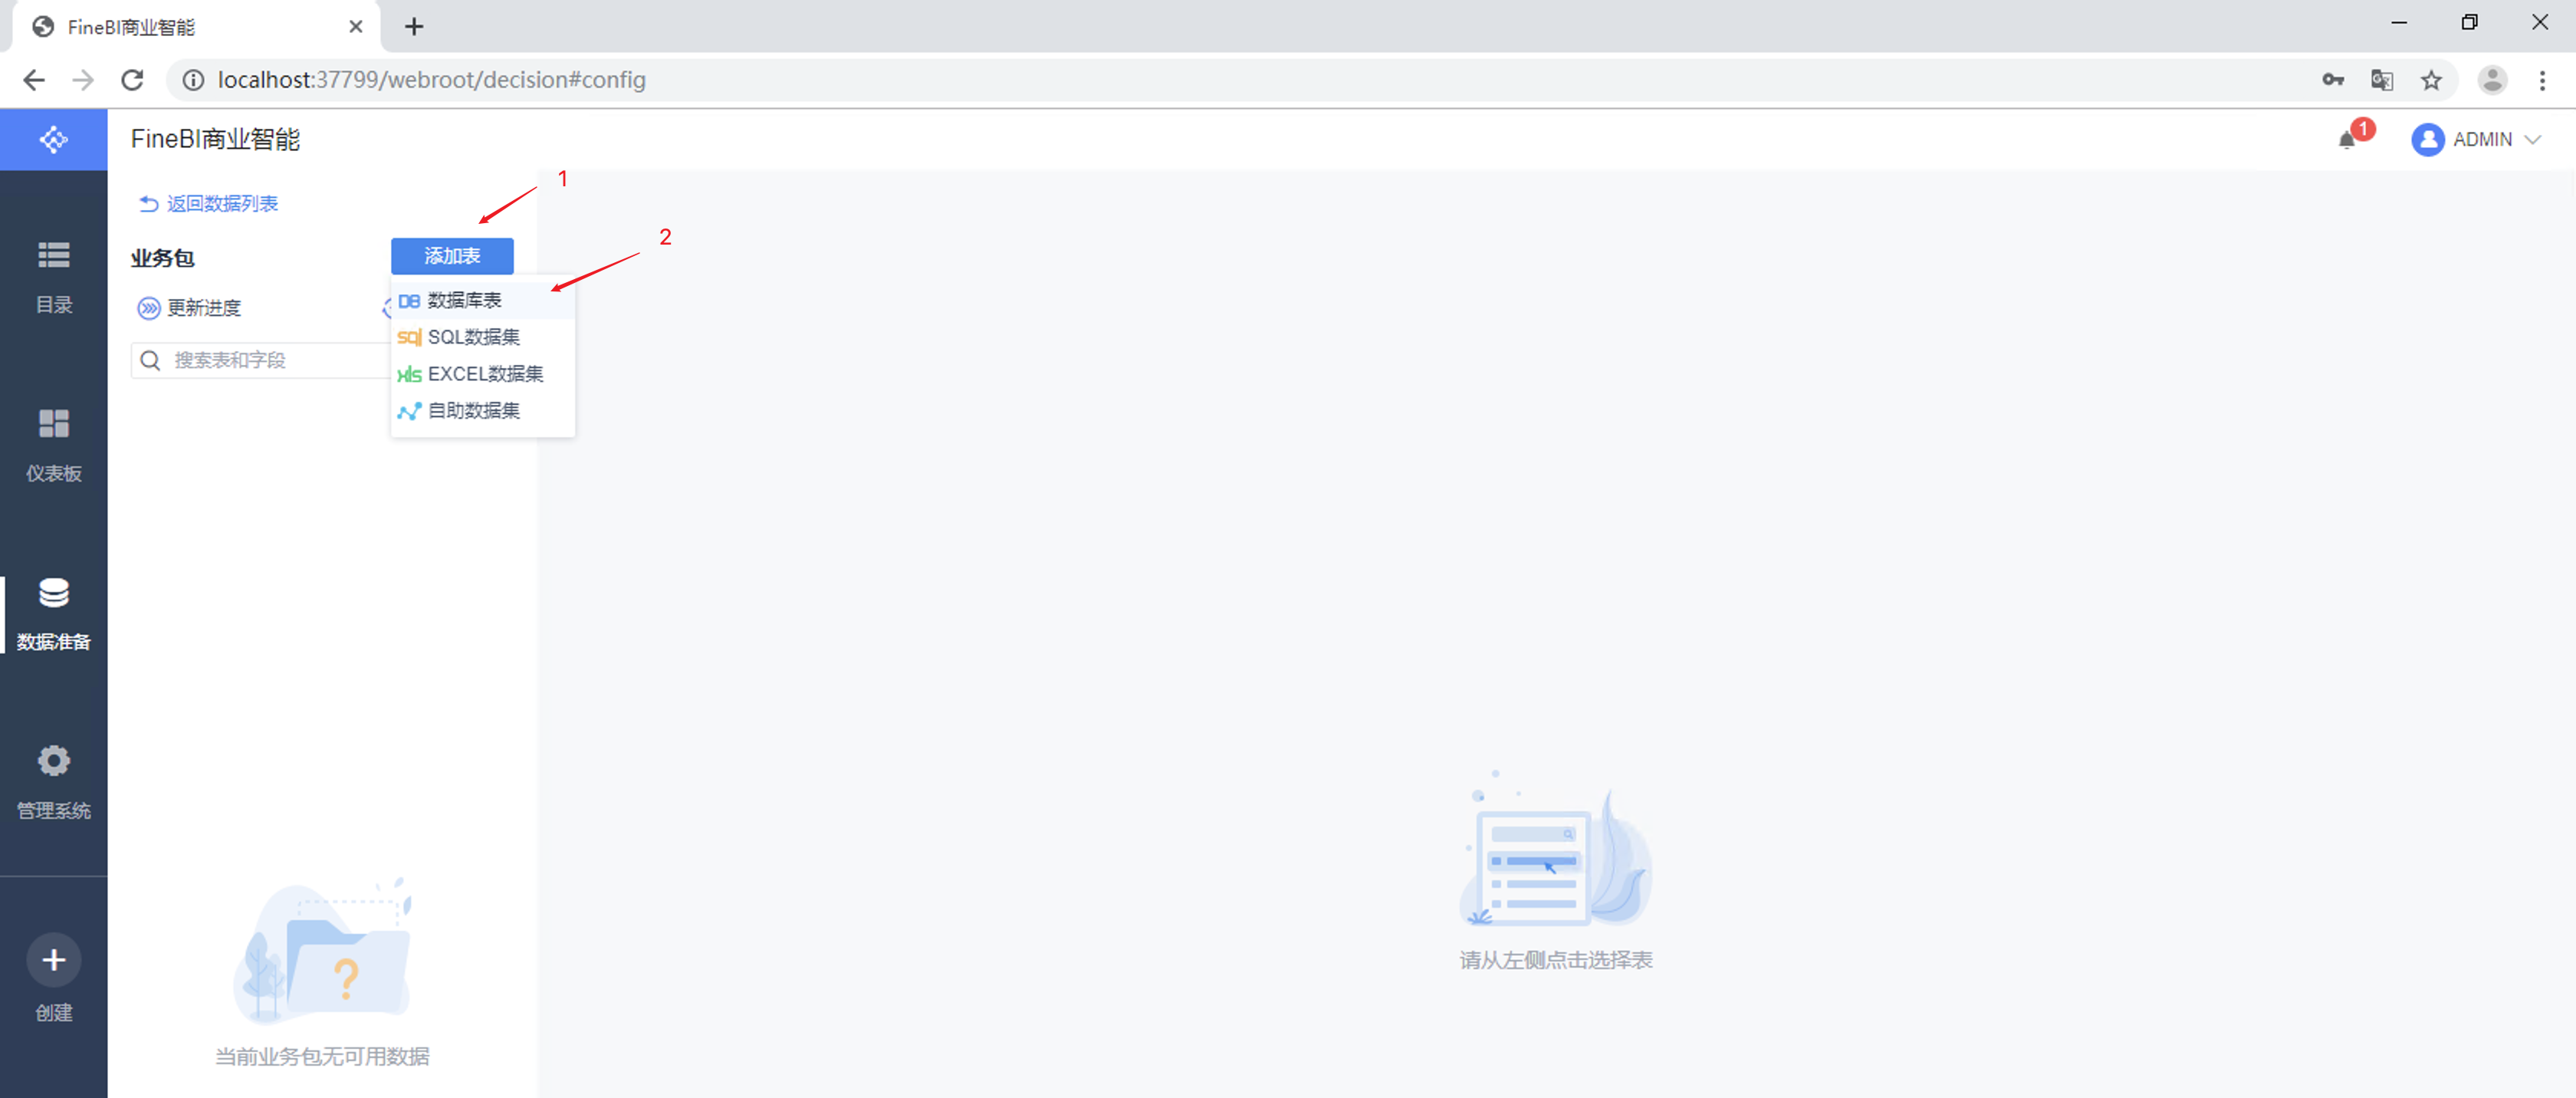 FineBI商业智能
localhost:37799/webroot/decision#config
FineBI商业智能
1
ADMIN
返回数据列表
1
业务包
添加表
2
更新进度
DB 数据库表
sql SQL数据集
xls EXCEL数据集
自助数据集
搜索表和字段
目录
仪表板
数据准备
管理系统
创建
?
当前业务包无可用数据
请从左侧点击选择表